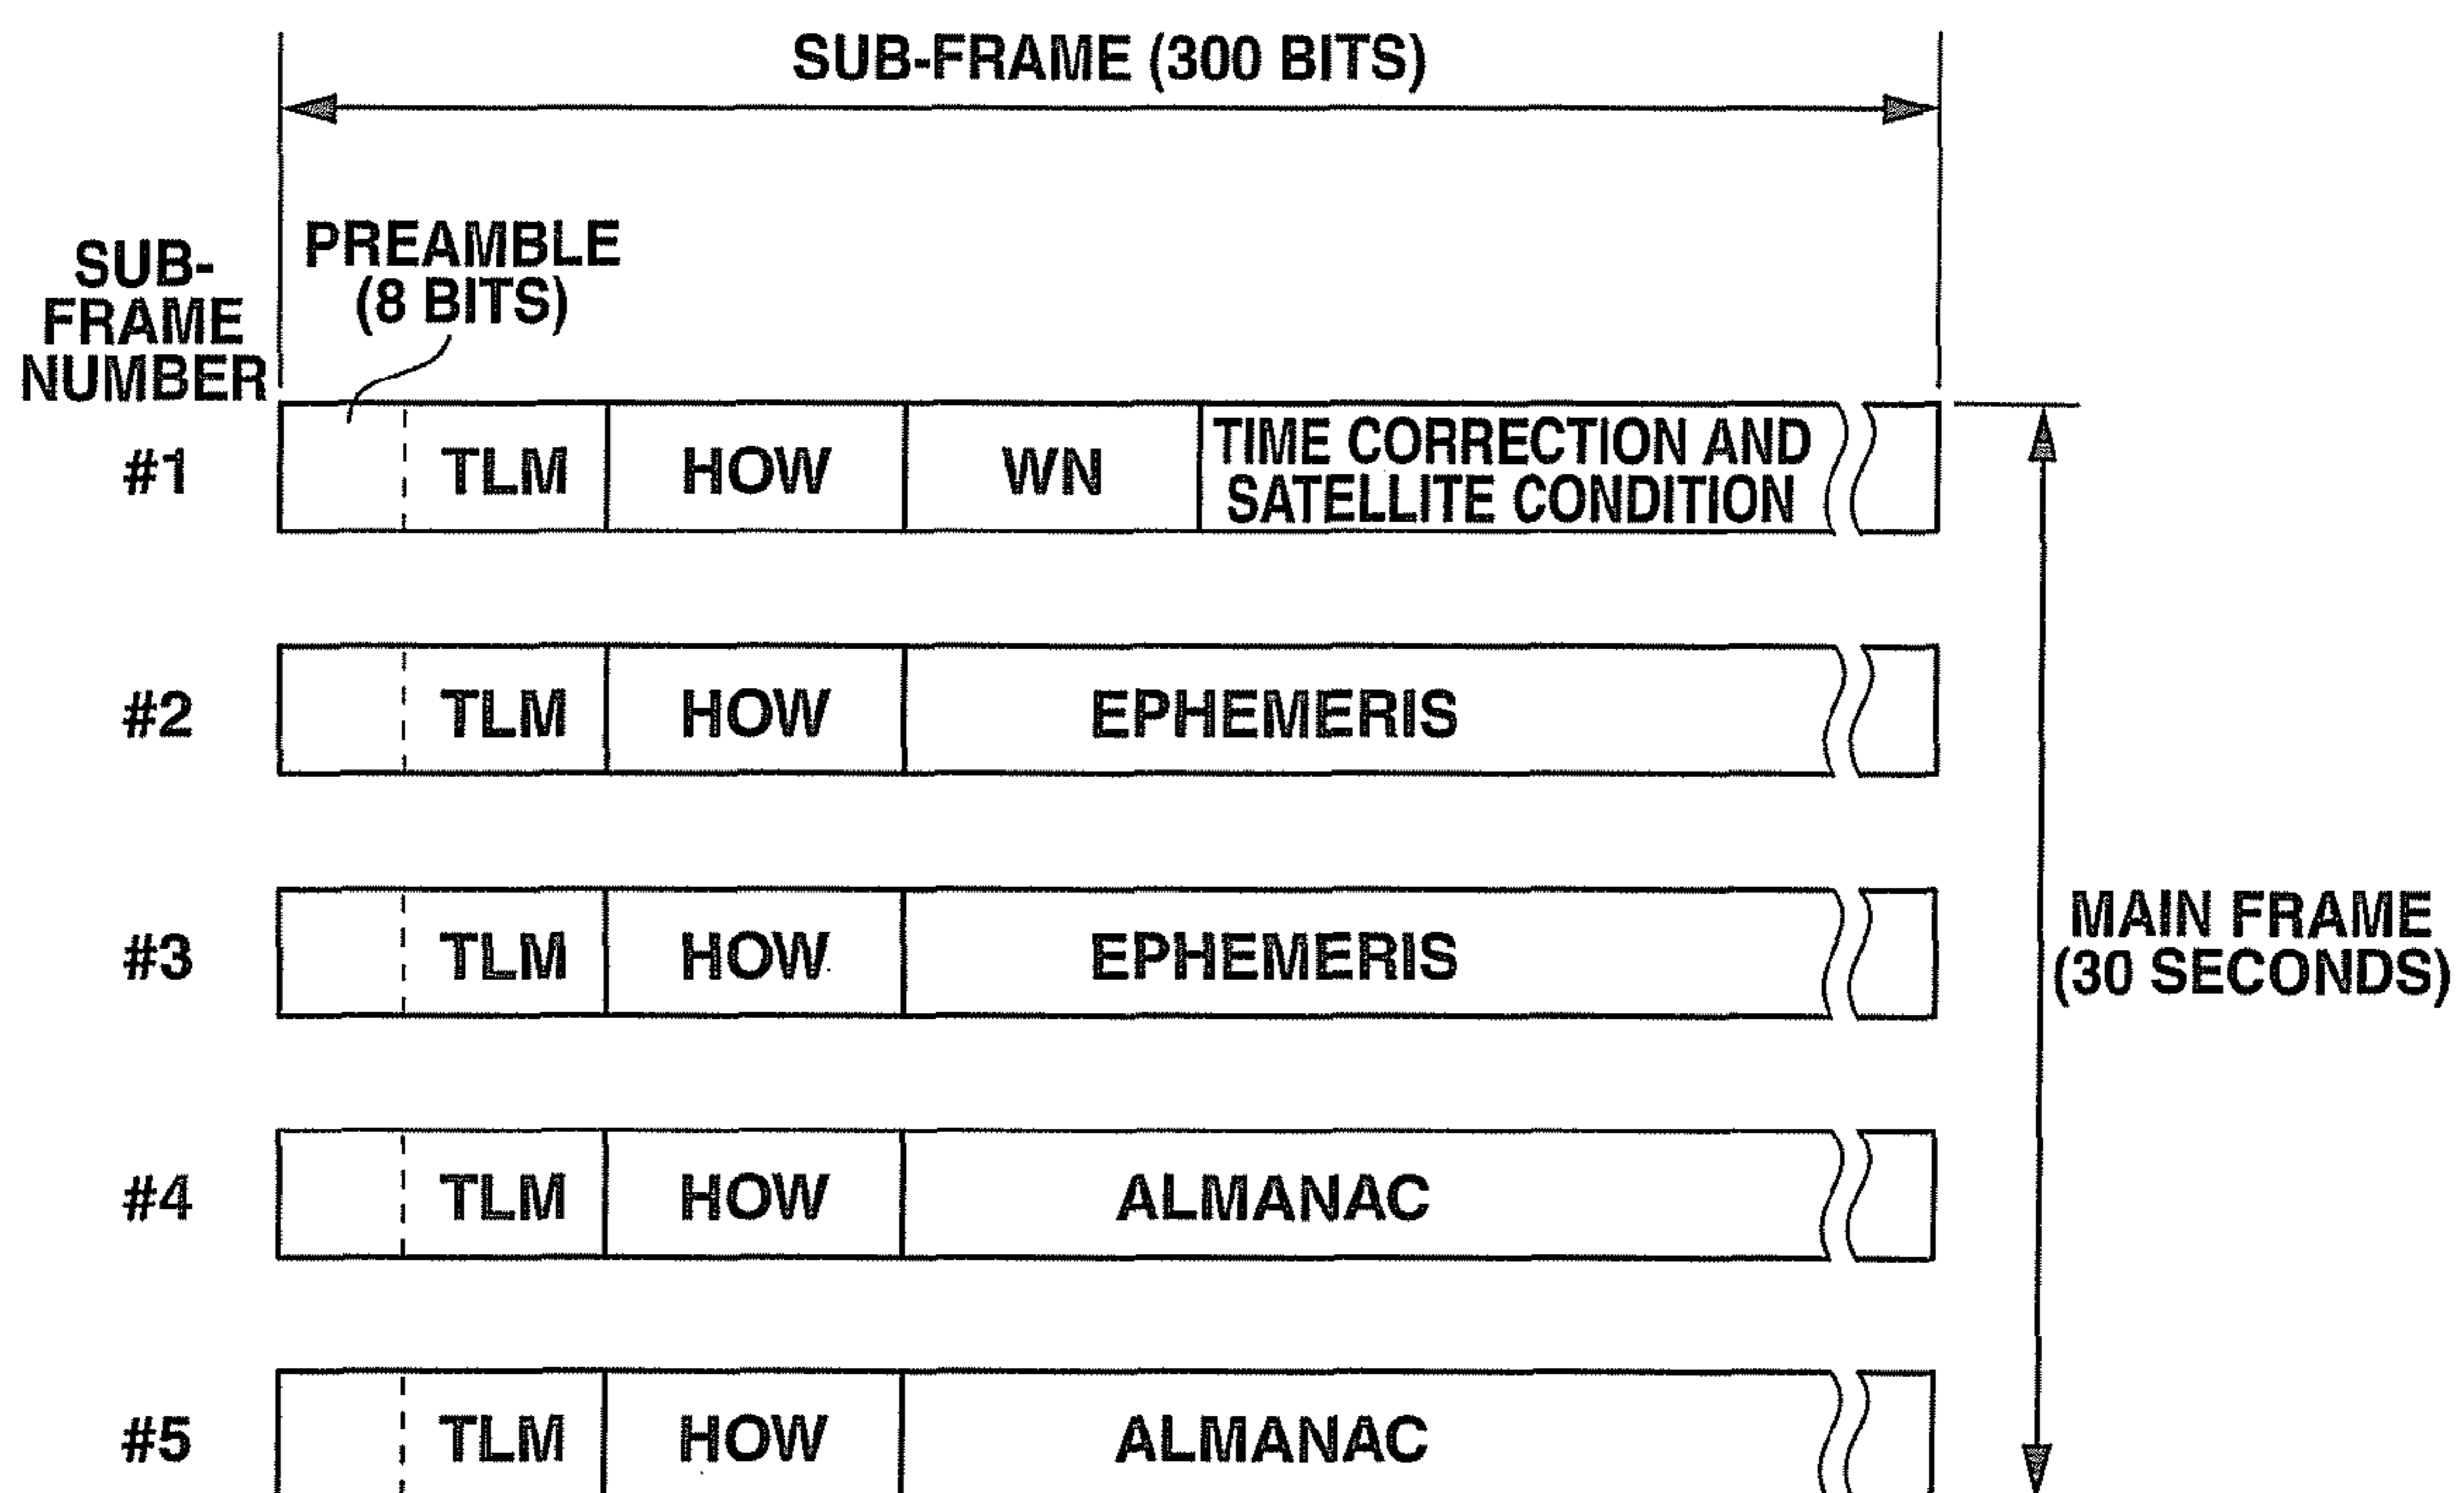 SUB-FRAME (300 BITS)
SUB-
FRAME
NUMBER
PREAMBLE
(8 BITS)
#1 TLM HOW WN TIME CORRECTION AND
SATELLITE CONDITION
#2 TLM HOW EPHEMERIS
#3 TLM HOW EPHEMERIS
MAIN FRAME
(30 SECONDS)
#4 TLM HOW ALMANAC
#5 TLM HOW ALMANAC